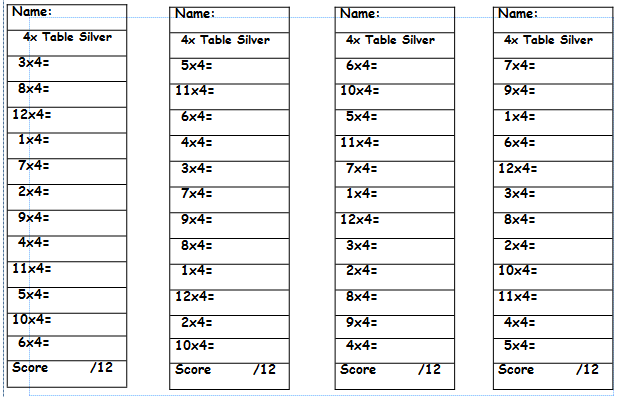 Name:
4x Table Silver
3x4=
8x4=
12x4=
1x4=
7x4=
2x4=
9x4=
4x4=
11x4=
5x4=
10x4=
6x4=
Score /12
Name:
4x Table Silver
5x4=
11x4=
6x4=
4x4=
3x4=
7x4=
9x4=
8x4=
1x4=
12x4=
2x4=
10x4=
Score /12
Name:
4x Table Silver
6x4=
10x4=
5x4=
11x4=
7x4=
1x4=
12x4=
3x4=
2x4=
8x4=
9x4=
4x4=
Score /12
Name:
4x Table Silver
7x4=
9x4=
1x4=
6x4=
12x4=
3x4=
8x4=
2x4=
10x4=
11x4=
4x4=
5x4=
Score /12